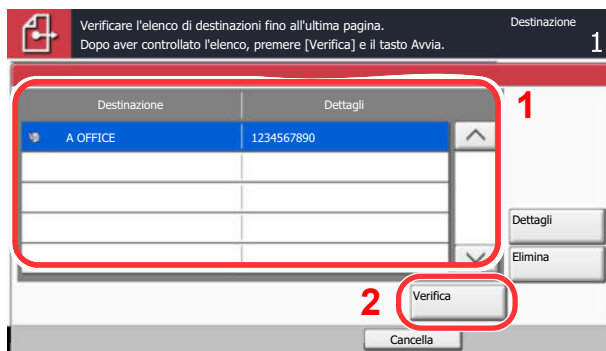 Verificare l'elenco di destinazioni fino all'ultima pagina.
Dopo aver controllato l'elenco, premere [Verifica] e il tasto Avvia.
Destinazione
1
Destinazione Dettagli
1
A OFFICE 1234567890
Dettagli
Elimina
2
Verifica
Cancella